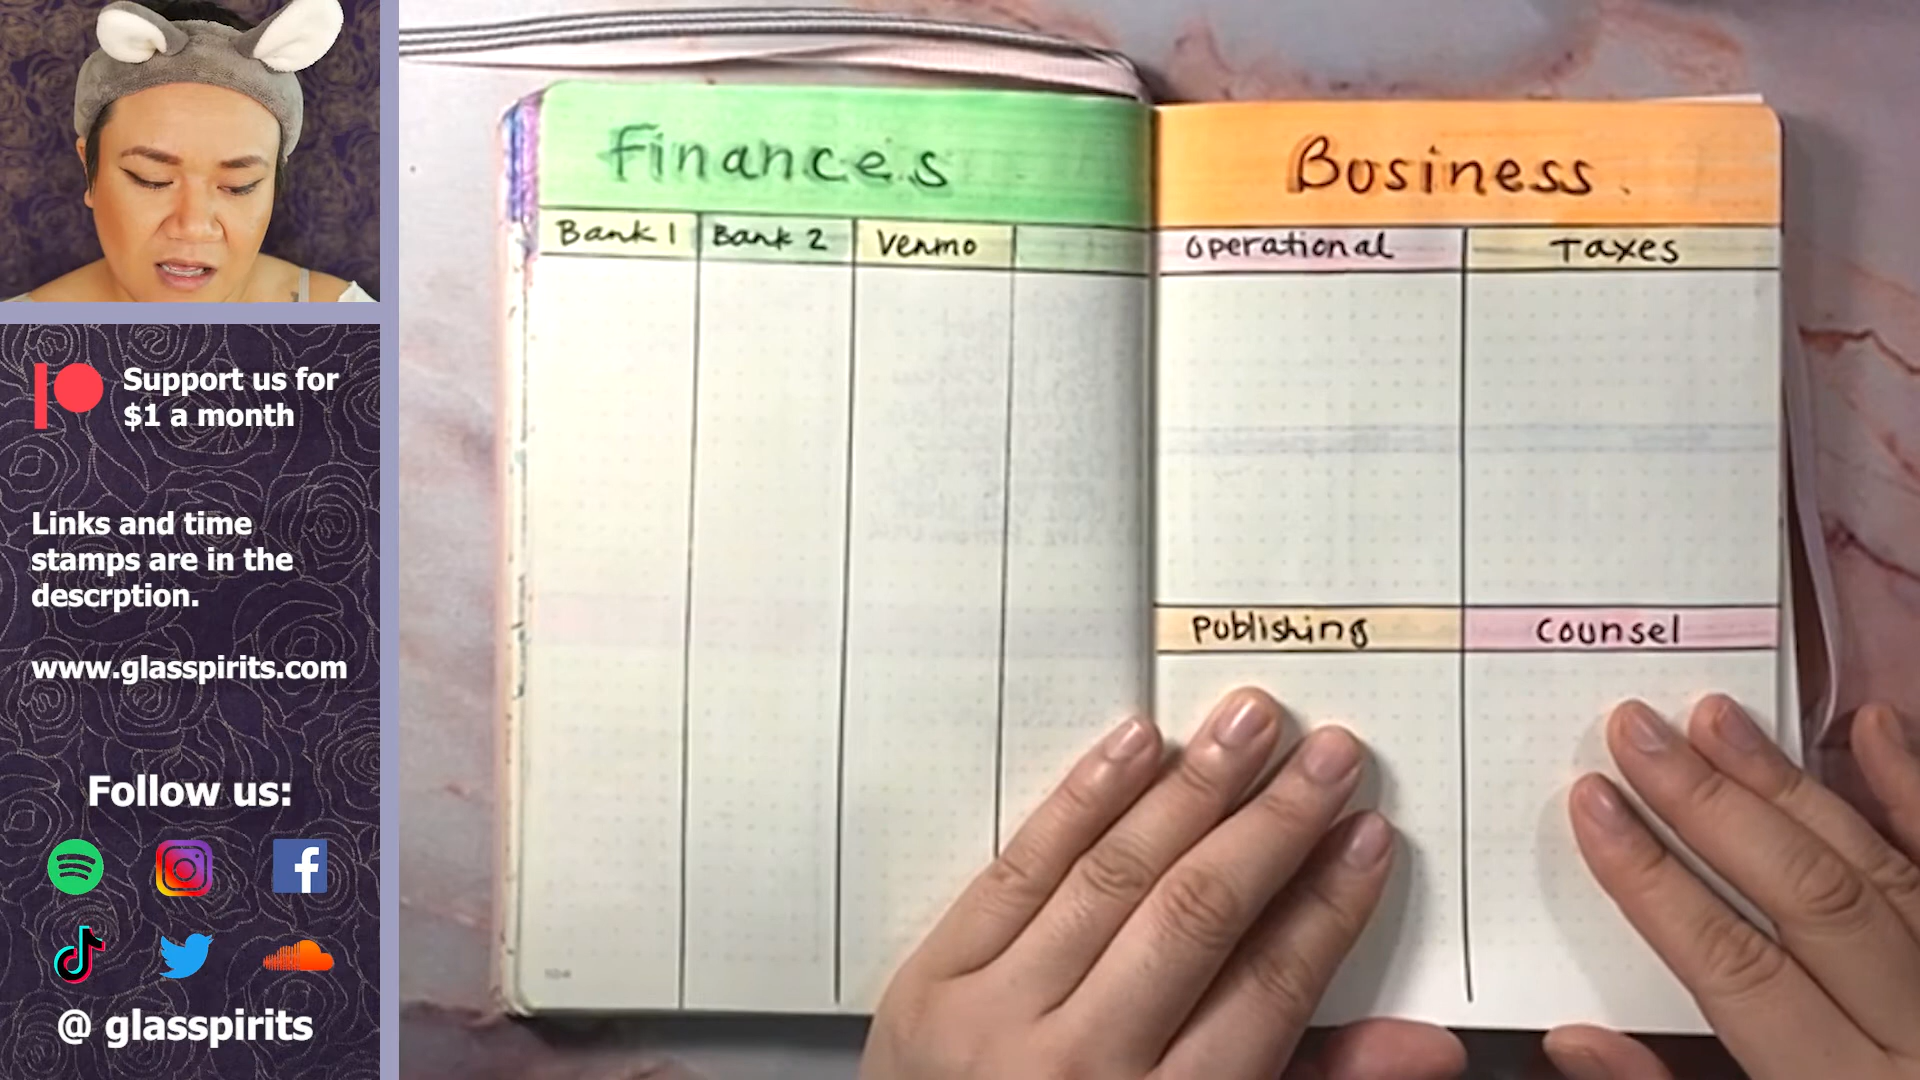 Support us for
$1 a month
Links and time
stamps are in the
descrption.
www.glasspirits.com
Follow us:
@ glasspirits
Finances
Bank 1 Bank 2 Venmo
Business.
Operational Taxes
Publishing Counsel